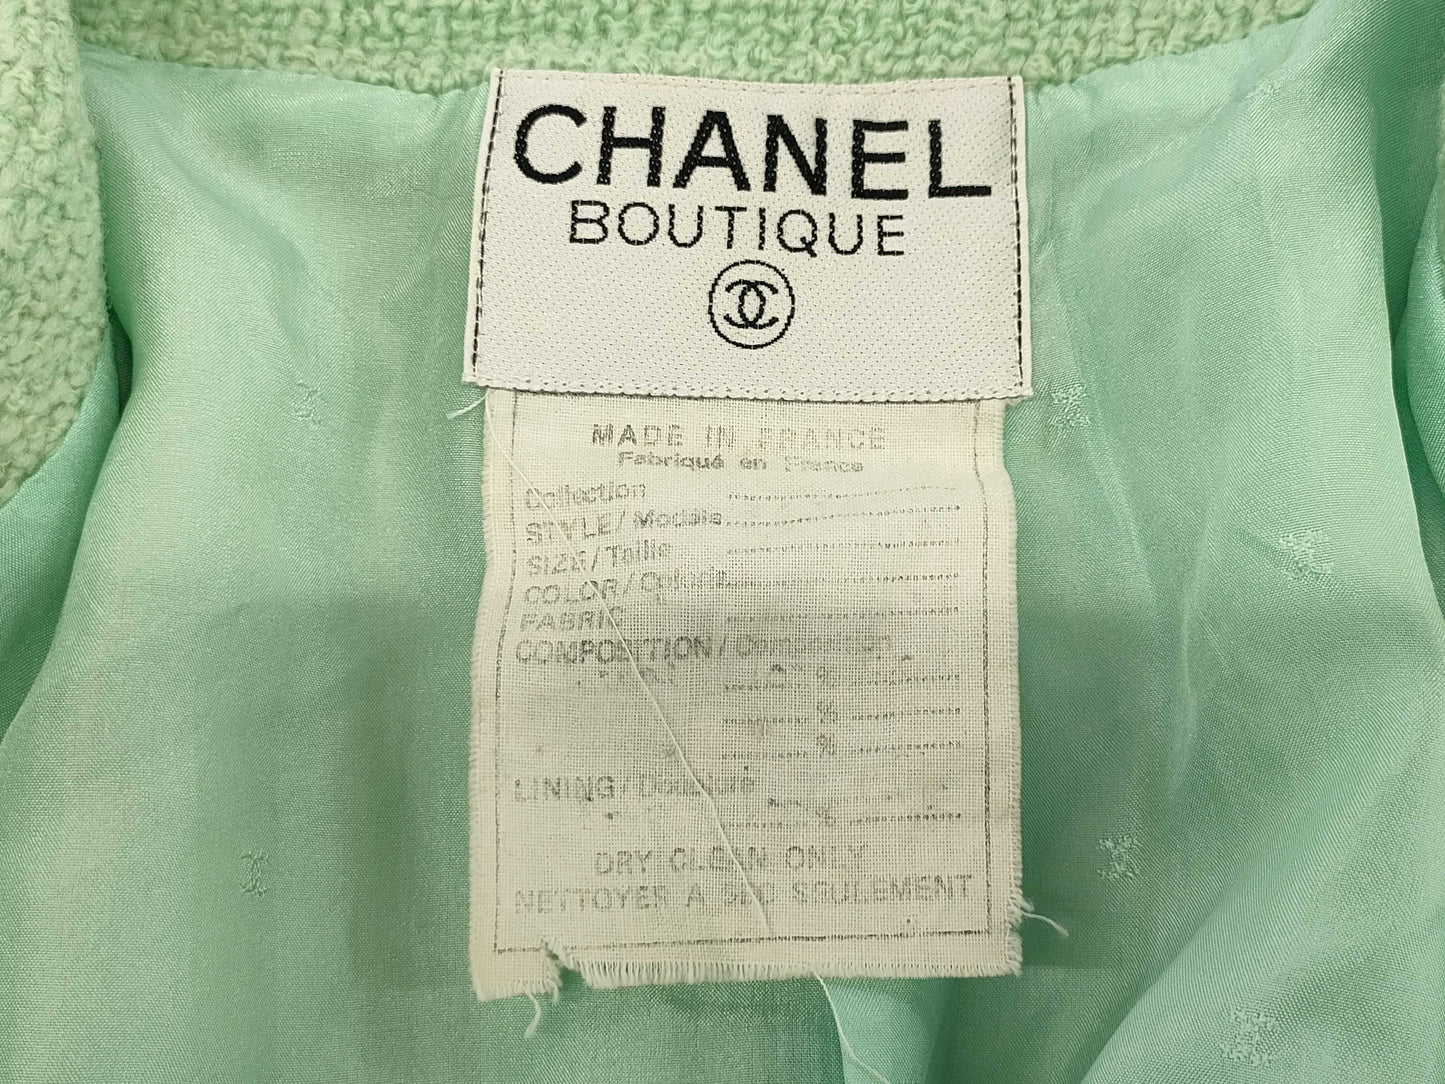 CHANEL
BOUTIQUE
MADE IN FRANCE
Fabriqué en France
Collection
STYLE/Modèle
SIZE/Taille
COLOR/Coloris
FABRIC
COMPOSITION/Composition
%
%
%
LINING/Doublure
%
DRY CLEAN ONLY
NETTOYER A SEC SEULEMENT